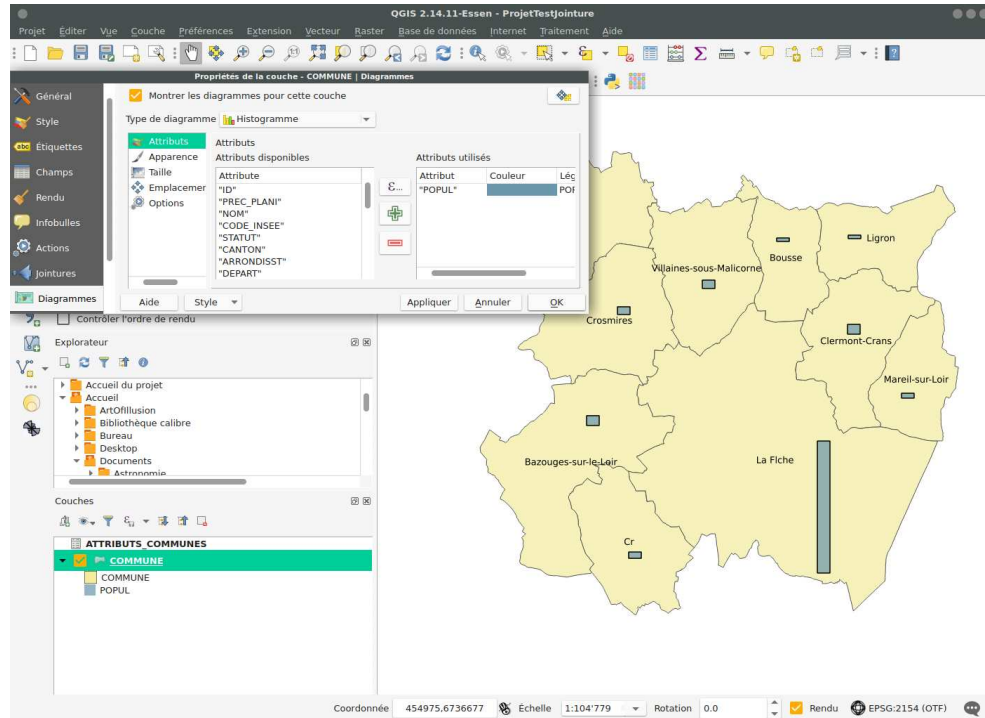 QGIS 2.14.11-Essen - ProjetTestJointure
Projet Éditer Vue Couche Préférences Extension Vecteur Raster Base de données Internet Traitement Aide
Propriétés de la couche - COMMUNE | Diagrammes
Général
Style
Étiquettes
Champs
Rendu
Infobulles
Actions
Jointures
Diagrammes
Montrer les diagrammes pour cette couche
Type de diagramme Histogramme
Attributs
Apparence
Taille
Emplacemer
Options
Attributs
Attributs disponibles
Attribute
"ID"
"PREC_PLANI"
"NOM"
"CODE_INSEE"
"STATUT"
"CANTON"
"ARRONDISST"
"DEPART"
ε...
Attributs utilisés
Attribut Couleur Lég
"POPUL" POF
Aide Style Appliquer Annuler OK
Contrôler l'ordre de rendu
Explorateur
Accueil du projet
Accueil
ArtOfIllusion
Bibliothèque calibre
Bureau
Desktop
Documents
Astronomie
Couches
ATTRIBUTS_COMMUNES
COMMUNE
COMMUNE
POPUL
Ligron
Bousse
Villaines-sous-Malicorne
Crosmires
Clermont-Crans
Mareil-sur-Loir
La Flche
Bazouges-sur-le-Loir
Cr
Coordonnée 454975,6736677 Échelle 1:104'779 Rotation 0.0 Rendu EPSG:2154 (OTF)